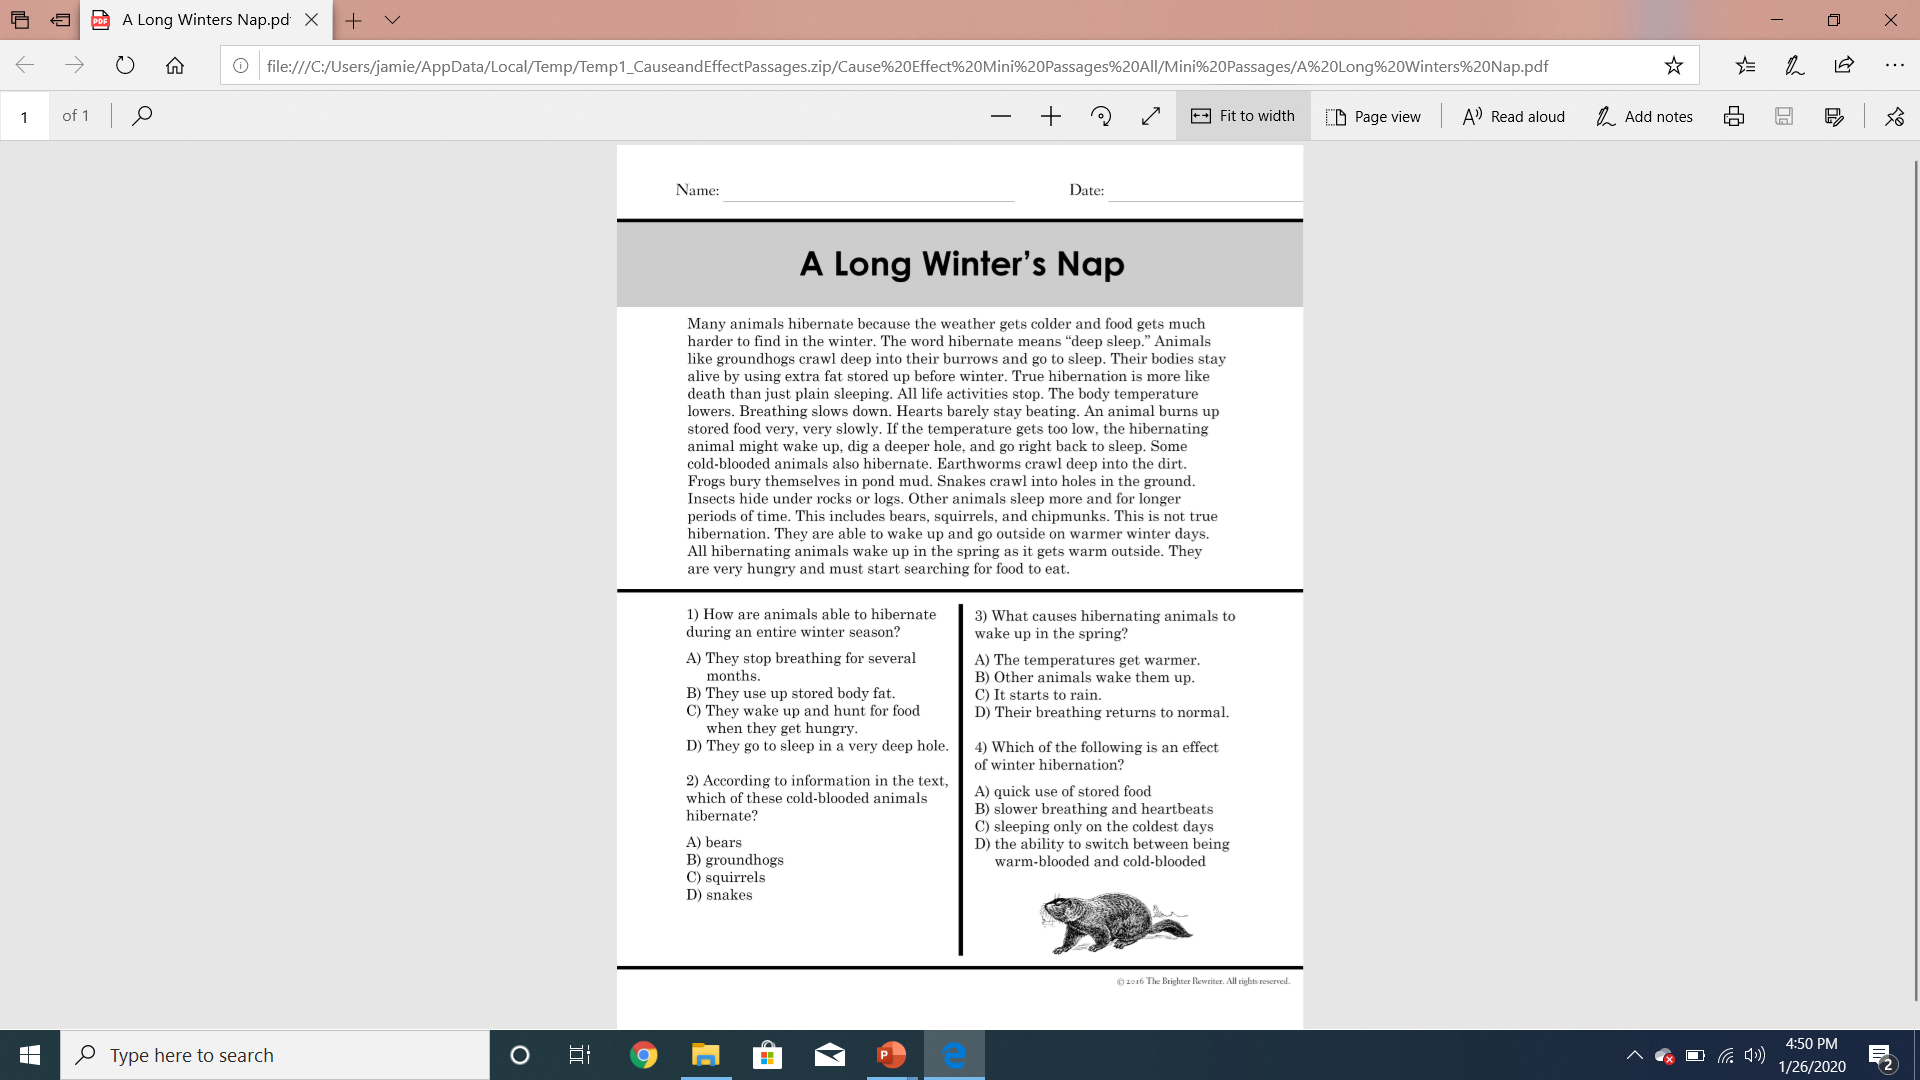 A Long Winters Nap.pd
file:///C:/Users/jamie/AppData/Local/Temp/Temp1_CauseandEffectPassages.zip/Cause%20Effect%20Mini%20Passages%20All/Mini%20Passages/A%20Long%20Winters%20Nap.pdf
1 of 1 Fit to width Page view Read aloud Add notes
Name: Date:
A Long Winter's Nap
Many animals hibernate because the weather gets colder and food gets much
harder to find in the winter. The word hibernate means “deep sleep.” Animals
like groundhogs crawl deep into their burrows and go to sleep. Their bodies stay
alive by using extra fat stored up before winter. True hibernation is more like
death than just plain sleeping. All life activities stop. The body temperature
lowers. Breathing slows down. Hearts barely stay beating. An animal burns up
stored food very, very slowly. If the temperature gets too low, the hibernating
animal might wake up, dig a deeper hole, and go right back to sleep. Some
cold-blooded animals also hibernate. Earthworms crawl deep into the dirt.
Frogs bury themselves in pond mud. Snakes crawl into holes in the ground.
Insects hide under rocks or logs. Other animals sleep more and for longer
periods of time. This includes bears, squirrels, and chipmunks. This is not true
hibernation. They are able to wake up and go outside on warmer winter days.
All hibernating animals wake up in the spring as it gets warm outside. They
are very hungry and must start searching for food to eat.
1) How are animals able to hibernate
during an entire winter season?
A) They stop breathing for several
months.
B) They use up stored body fat.
C) They wake up and hunt for food
when they get hungry.
D) They go to sleep in a very deep hole.
2) According to information in the text,
which of these cold-blooded animals
hibernate?
A) bears
B) groundhogs
C) squirrels
D) snakes
3) What causes hibernating animals to
wake up in the spring?
A) The temperatures get warmer.
B) Other animals wake them up.
C) It starts to rain.
D) Their breathing returns to normal.
4) Which of the following is an effect
of winter hibernation?
A) quick use of stored food
B) slower breathing and heartbeats
C) sleeping only on the coldest days
D) the ability to switch between being
warm-blooded and cold-blooded
© 2016 The Brighter Rewriter. All rights reserved.
Type here to search
4:50 PM
1/26/2020
2